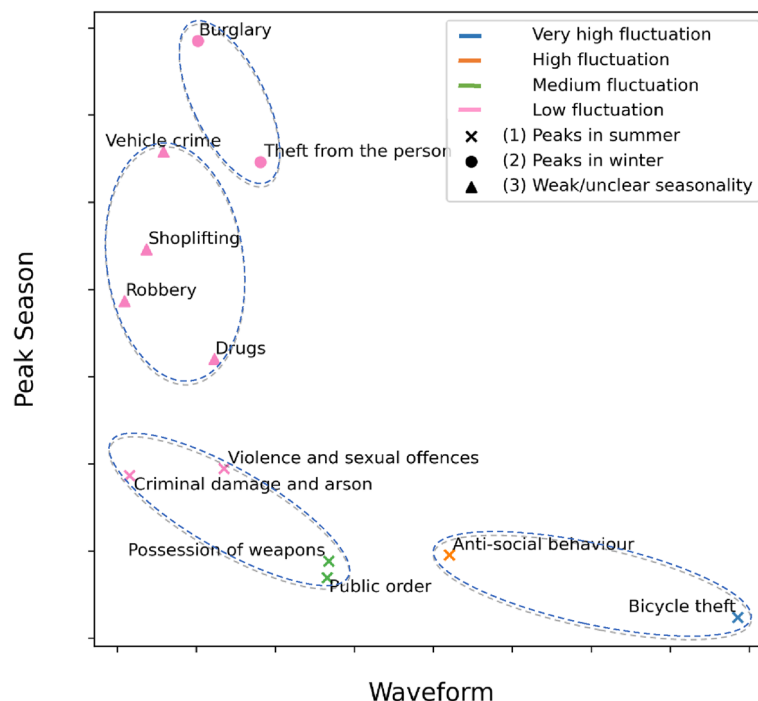 Burglary
Very high fluctuation
High fluctuation
Medium fluctuation
Low fluctuation
(1) Peaks in summer
(2) Peaks in winter
(3) Weak/unclear seasonality
Vehicle crime
Theft from the person
Shoplifting
Robbery
Drugs
Peak Season
Violence and sexual offences
Criminal damage and arson
Possession of weapons
Public order
Anti-social behaviour
Bicycle theft
Waveform